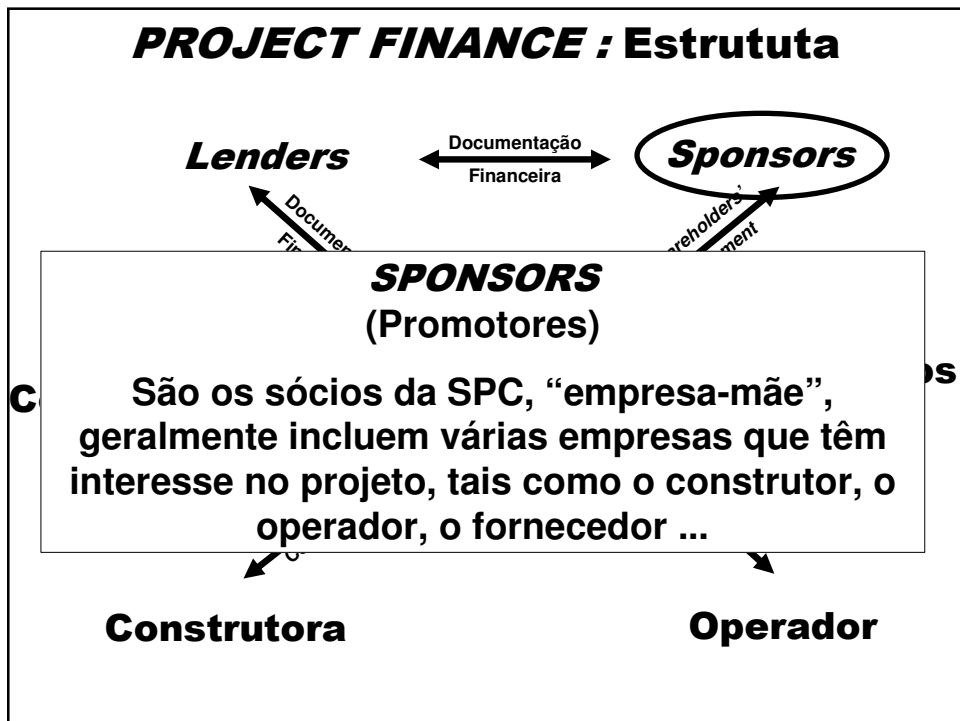 PROJECT FINANCE : Estrututa
Lenders
Documentação
Financeira
Sponsors
SPONSORS
(Promotores)
São os sócios da SPC, “empresa-mãe”,
geralmente incluem várias empresas que têm
interesse no projeto, tais como o construtor, o
operador, o fornecedor ...
Construtora
Operador